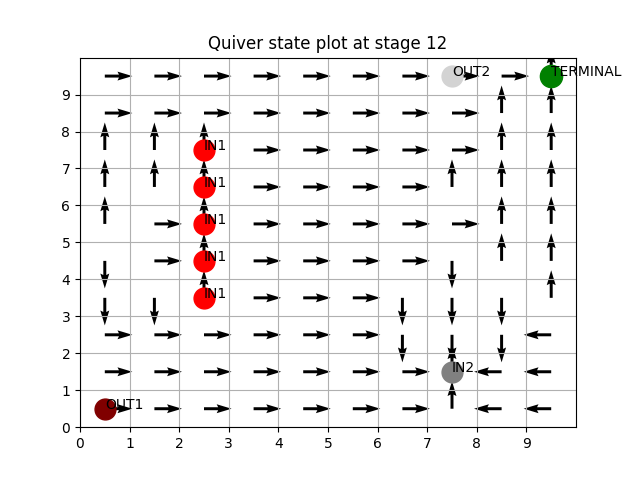 Quiver state plot at stage 12
OUT2
TERMINAL
9
8
IN1
7
IN1
6
IN1
5
IN1
4
IN1
3
2
IN2
1
OUT1
0
0 1 2 3 4 5 6 7 8 9